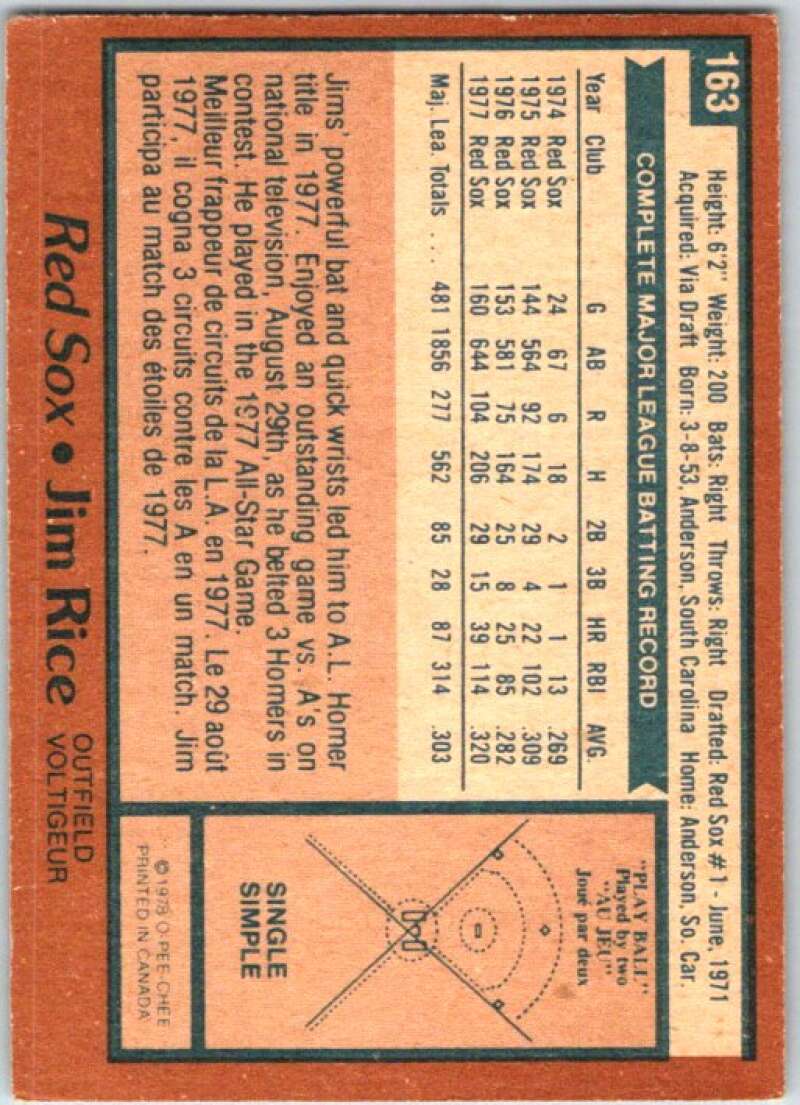 163
Height: 6'2" Weight: 200 Bats: Right Throws: Right Drafted: Red Sox #1 - June, 1971
Acquired: Via Draft Born: 3-8-53, Anderson, South Carolina Home: Anderson, So. Car.
COMPLETE MAJOR LEAGUE BATTING RECORD
Year Club G AB R H 2B 3B HR RBI AVG.
1974 Red Sox 24 67 6 18 2 1 1 13 .269
1975 Red Sox 144 564 92 174 29 4 22 102 .309
1976 Red Sox 153 581 75 164 25 8 25 85 .282
1977 Red Sox 160 644 104 206 29 15 39 114 .320
Maj. Lea. Totals ... 481 1856 277 562 85 28 87 314 .303
Jims' powerful bat and quick wrists led him to A.L. Homer
title in 1977. Enjoyed an outstanding game vs. A's on
national television, August 29th, as he belted 3 Homers in
contest. He played in the 1977 All-Star Game.
Meilleur frappeur de circuits de la L.A. en 1977. Le 29 août
1977, il cogna 3 circuits contre les A en un match. Jim
participa au match des étoiles de 1977.
"PLAY BALL"
Played by two
"AU JEU"
Joué par deux
SINGLE
SIMPLE
© 1978 O-PEE-CHEE
PRINTED IN CANADA
Red Sox • Jim Rice OUTFIELD
VOLTIGEUR